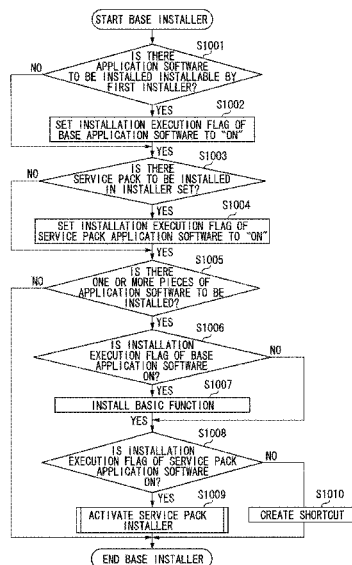 START BASE INSTALLER
S1001
IS THERE
APPLICATION SOFTWARE
TO BE INSTALLED INSTALLABLE BY
FIRST INSTALLER?
NO
YES
S1002
SET INSTALLATION EXECUTION FLAG OF
BASE APPLICATION SOFTWARE TO "ON"
YES
S1003
IS THERE
SERVICE PACK TO BE INSTALLED
IN INSTALLER SET?
NO
YES
S1004
SET INSTALLATION EXECUTION FLAG OF
SERVICE PACK APPLICATION SOFTWARE TO "ON"
YES
S1005
IS THERE
ONE OR MORE PIECES OF
APPLICATION SOFTWARE TO BE
INSTALLED?
NO
YES
S1006
IS INSTALLATION
EXECUTION FLAG OF BASE
APPLICATION SOFTWARE
ON?
NO
YES
S1007
INSTALL BASIC FUNCTION
YES
S1008
IS INSTALLATION
EXECUTION FLAG OF SERVICE PACK
APPLICATION SOFTWARE
ON?
NO
YES
S1009
ACTIVATE SERVICE PACK
INSTALLER
S1010
CREATE SHORTCUT
END BASE INSTALLER